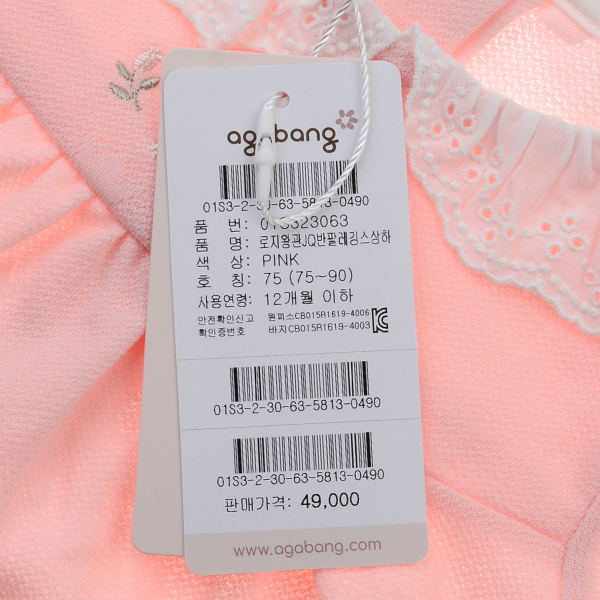 agabang
01S3-2-30-63-5813-0490
품 번: 01S323063
품 명: 로지왕관JQ반팔레깅스상하
색 상: PINK
호 칭: 75 (75~90)
사용연령: 12개월 이하
안전확인신고 원피스CB015R1619-4006
확인증번호 바지CB015R1619-4003
01S3-2-30-63-5813-0490
01S3-2-30-63-5813-0490
판매가격: 49,000
www.agabang.com